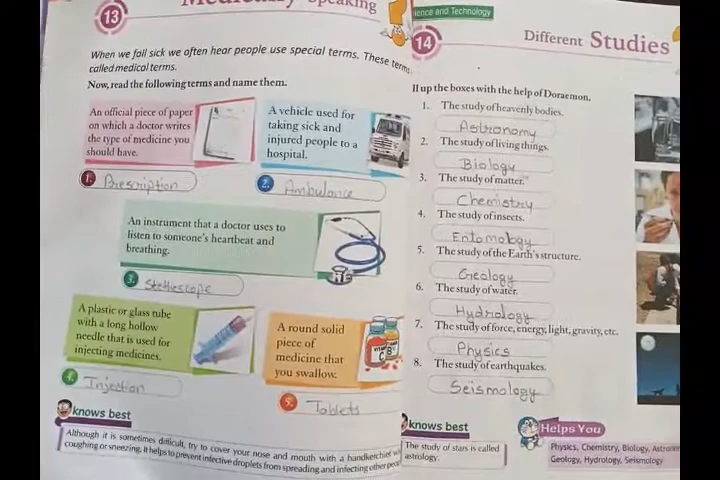 13
Medically Speaking
When we fall sick we often hear people use special terms. These terms
called medical terms.
Now, read the following terms and name them.
An official piece of paper
on which a doctor writes
the type of medicine you
should have.
1. Prescription
A vehicle used for
taking sick and
injured people to a
hospital.
2. Ambulance
An instrument that a doctor uses to
listen to someone's heartbeat and
breathing.
3. Stethescope
A plastic or glass tube
with a long hollow
needle that is used for
injecting medicines.
4. Injection
A round solid
piece of
medicine that
you swallow.
5. Tablets
knows best
Although it is sometimes difficult, try to cover your nose and mouth with a handkerchief
coughing or sneezing. It helps to prevent infective droplets from spreading and infecting other
ience and Technology
14
Different Studies
ll up the boxes with the help of Doraemon.
1. The study of heavenly bodies.
Astronomy
2. The study of living things.
Biology
3. The study of matter.
Chemistry
4. The study of insects.
Entomology
5. The study of the Earth's structure.
Geology
6. The study of water.
Hydrology
7. The study of force, energy, light, gravity, etc.
Physics
8. The study of earthquakes.
Seismology
knows best
The study of stars is called
astrology.
Helps You
Physics, Chemistry, Biology, Astronom
Geology, Hydrology, Seismology